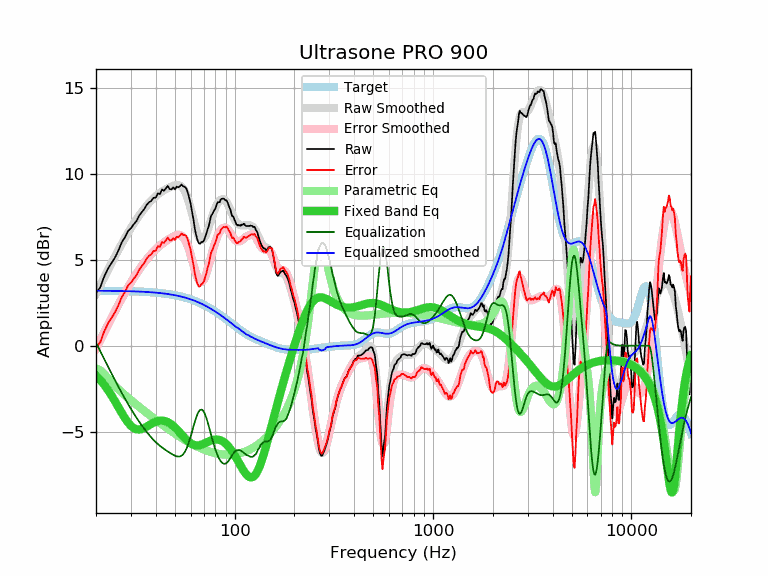 Ultrasone PRO 900
Target
Raw Smoothed
Error Smoothed
Raw
Error
Parametric Eq
Fixed Band Eq
Equalization
Equalized smoothed
15
10
5
0
−5
Amplitude (dBr)
100
1000
10000
Frequency (Hz)